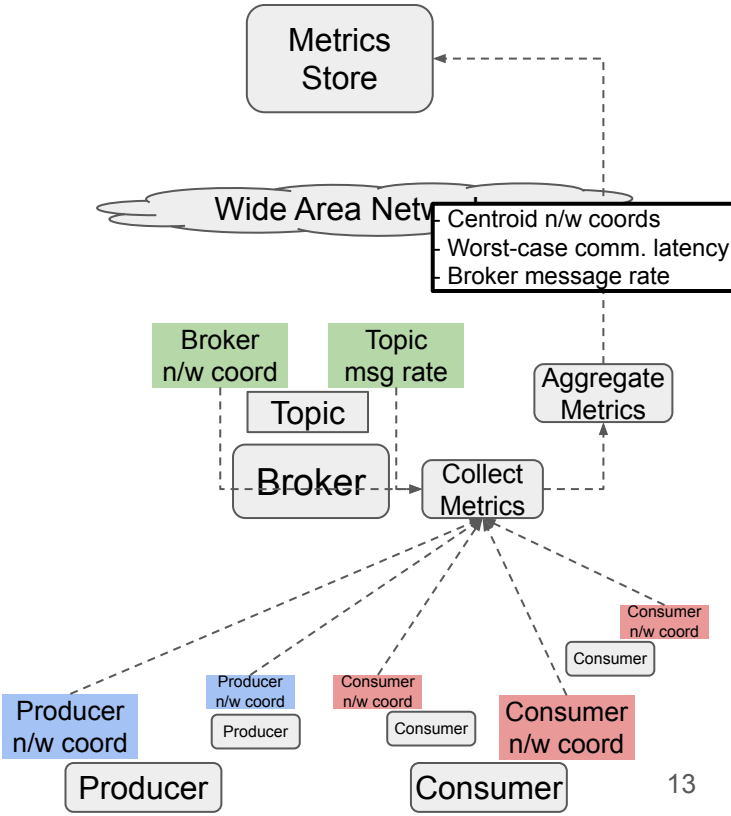 Metrics
Store
Wide Area Netw
- Centroid n/w coords
- Worst-case comm. latency
- Broker message rate
Broker
n/w coord
Topic
msg rate
Aggregate
Metrics
Topic
Broker
Collect
Metrics
Consumer
n/w coord
Consumer
Producer
n/w coord
Consumer
n/w coord
Producer
n/w coord
Producer
Consumer
Consumer
n/w coord
Producer
Consumer
13